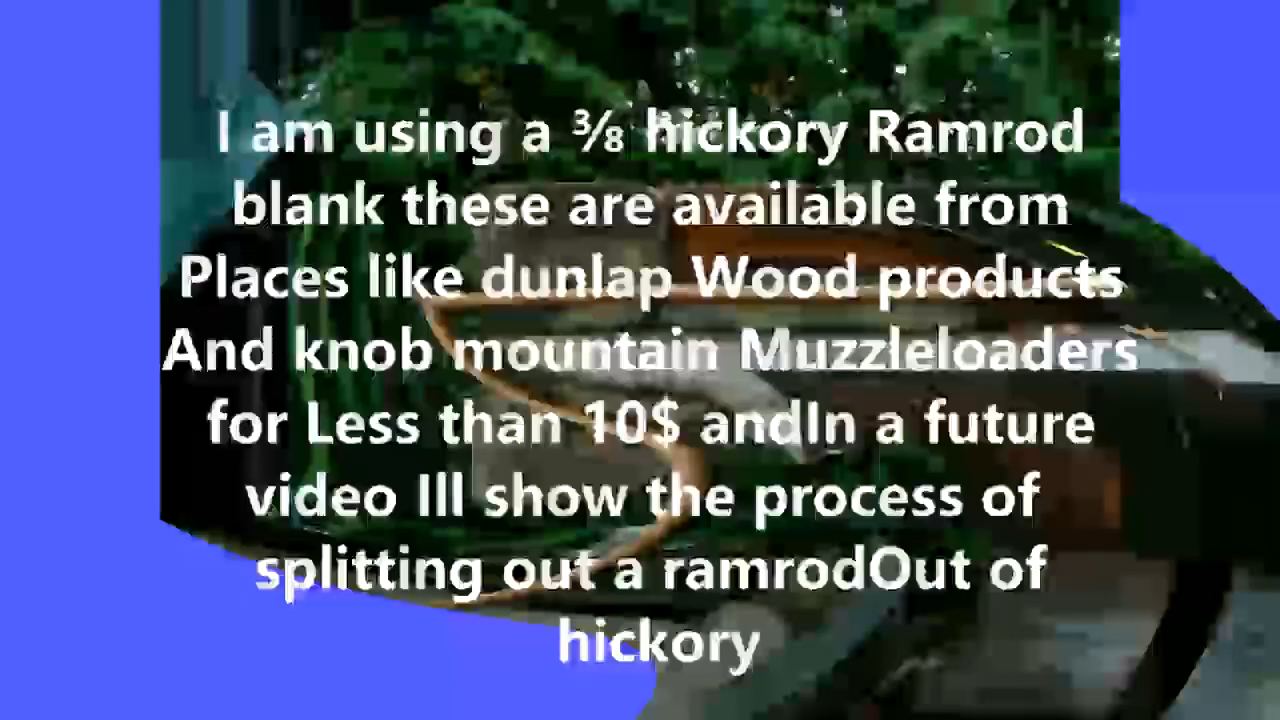 I am using a ⅜ hickory Ramrod
blank these are available from
Places like dunlap Wood products
And knob mountain Muzzleloaders
for Less than 10$ andIn a future
video Ill show the process of
splitting out a ramrodOut of
hickory